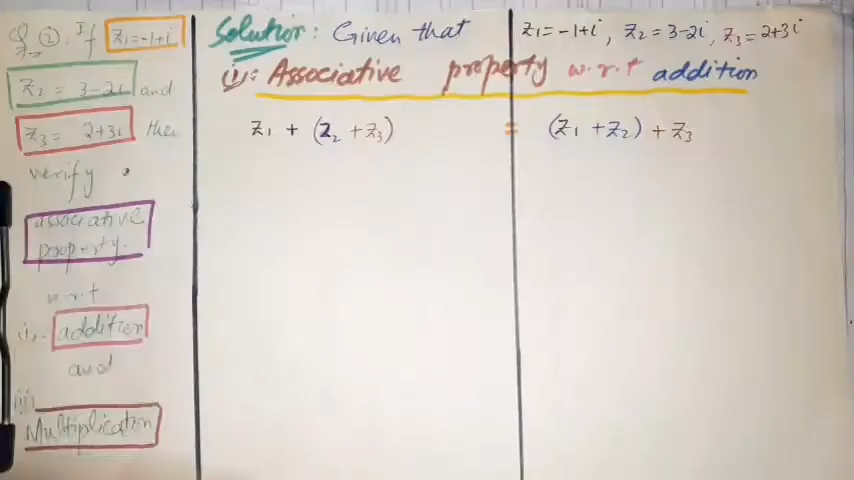 Q ②: If z₁=-1+i
z₂ = 3-2i and
z₃ = 2+3i then
verify
associative
property.
w.r.t
(i). addition
and
(ii)
Multiplication
Solution: Given that z₁=-1+i, z₂=3-2i, z₃=2+3i
(i): Associative property w.r.t addition
z₁ + (z₂ + z₃) = (z₁ + z₂) + z₃